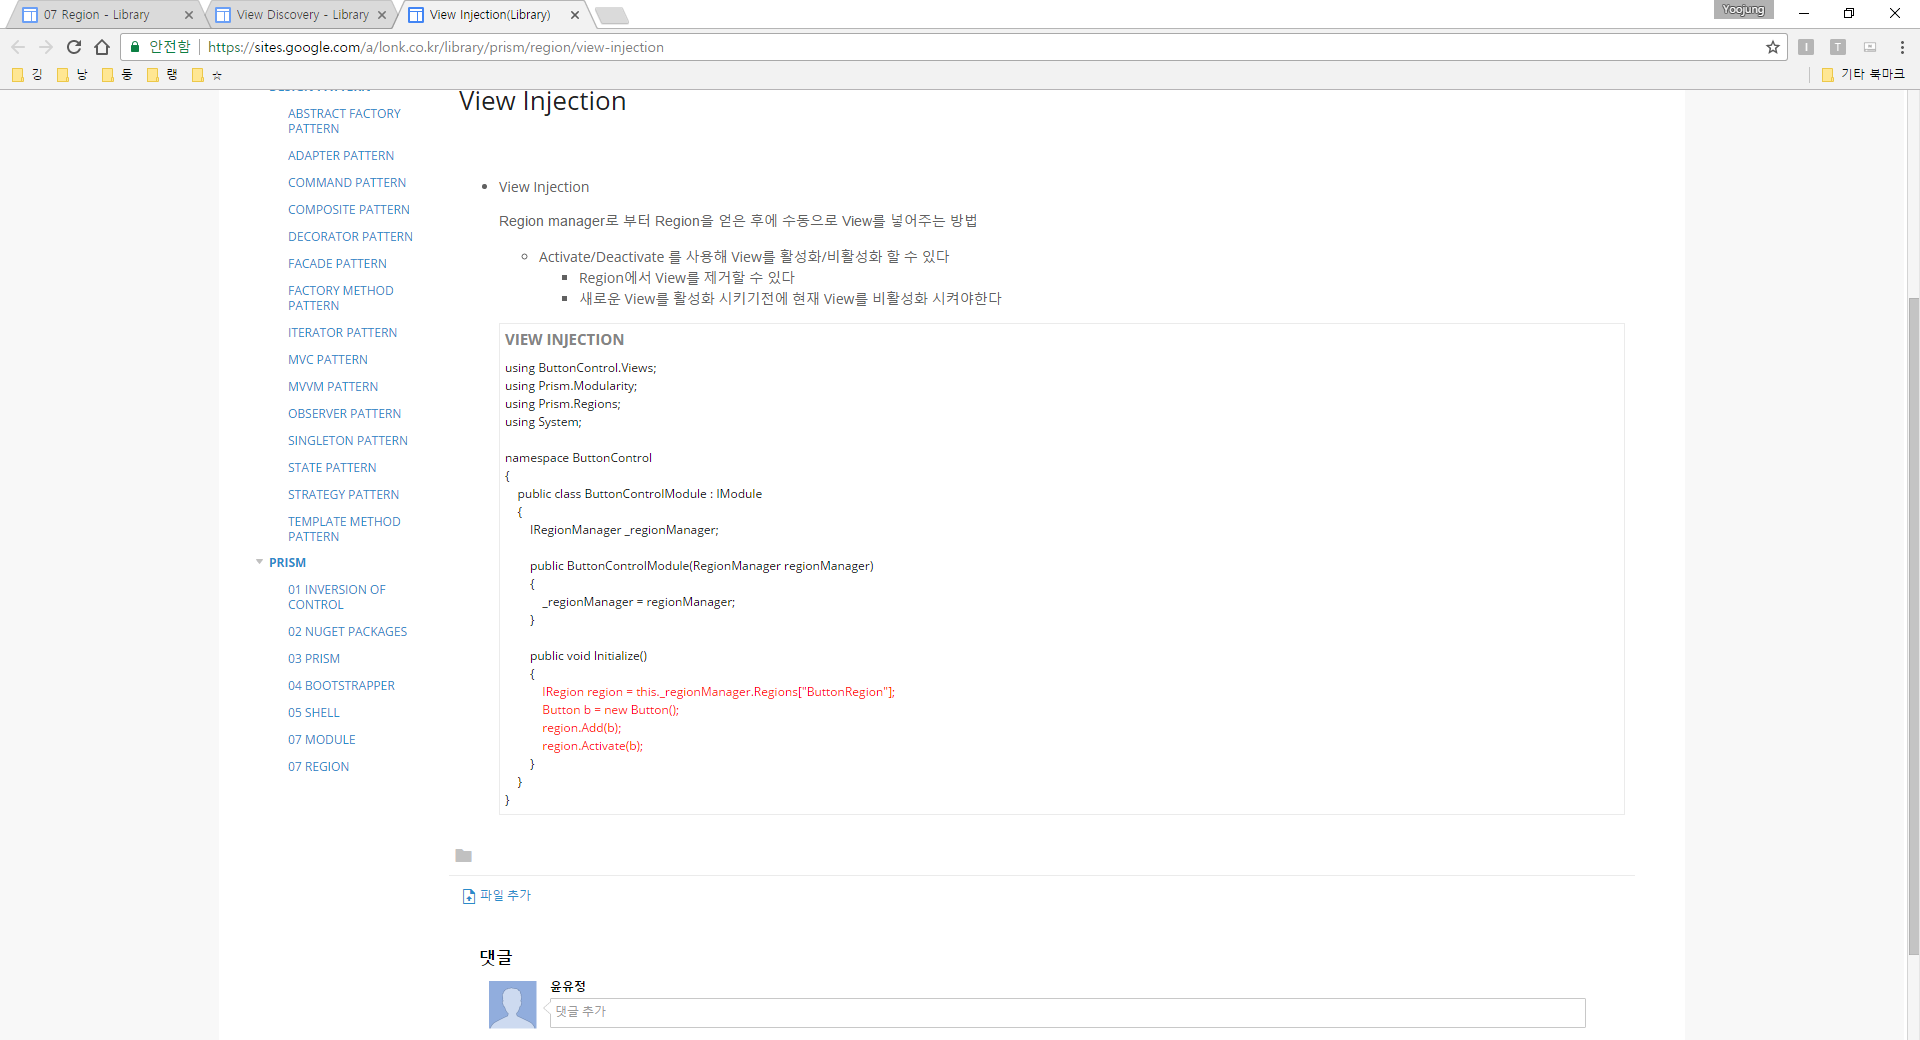 07 Region - Library
View Discovery - Library
View Injection(Library)
Yoojung
안전함
https://sites.google.com/a/lonk.co.kr/library/prism/region/view-injection
깅
낭
둥
랭
☆
기타 북마크
ABSTRACT FACTORY
PATTERN
ADAPTER PATTERN
COMMAND PATTERN
COMPOSITE PATTERN
DECORATOR PATTERN
FACADE PATTERN
FACTORY METHOD
PATTERN
ITERATOR PATTERN
MVC PATTERN
MVVM PATTERN
OBSERVER PATTERN
SINGLETON PATTERN
STATE PATTERN
STRATEGY PATTERN
TEMPLATE METHOD
PATTERN
PRISM
01 INVERSION OF
CONTROL
02 NUGET PACKAGES
03 PRISM
04 BOOTSTRAPPER
05 SHELL
07 MODULE
07 REGION
View Injection
View Injection
Region manager로 부터 Region을 얻은 후에 수동으로 View를 넣어주는 방법
Activate/Deactivate 를 사용해 View를 활성화/비활성화 할 수 있다
Region에서 View를 제거할 수 있다
새로운 View를 활성화 시키기전에 현재 View를 비활성화 시켜야한다
VIEW INJECTION
using ButtonControl.Views;
using Prism.Modularity;
using Prism.Regions;
using System;
namespace ButtonControl
{
public class ButtonControlModule : IModule
{
IRegionManager _regionManager;
public ButtonControlModule(RegionManager regionManager)
{
_regionManager = regionManager;
}
public void Initialize()
{
IRegion region = this._regionManager.Regions["ButtonRegion"];
Button b = new Button();
region.Add(b);
region.Activate(b);
}
}
}
파일 추가
댓글
윤유정
댓글 추가